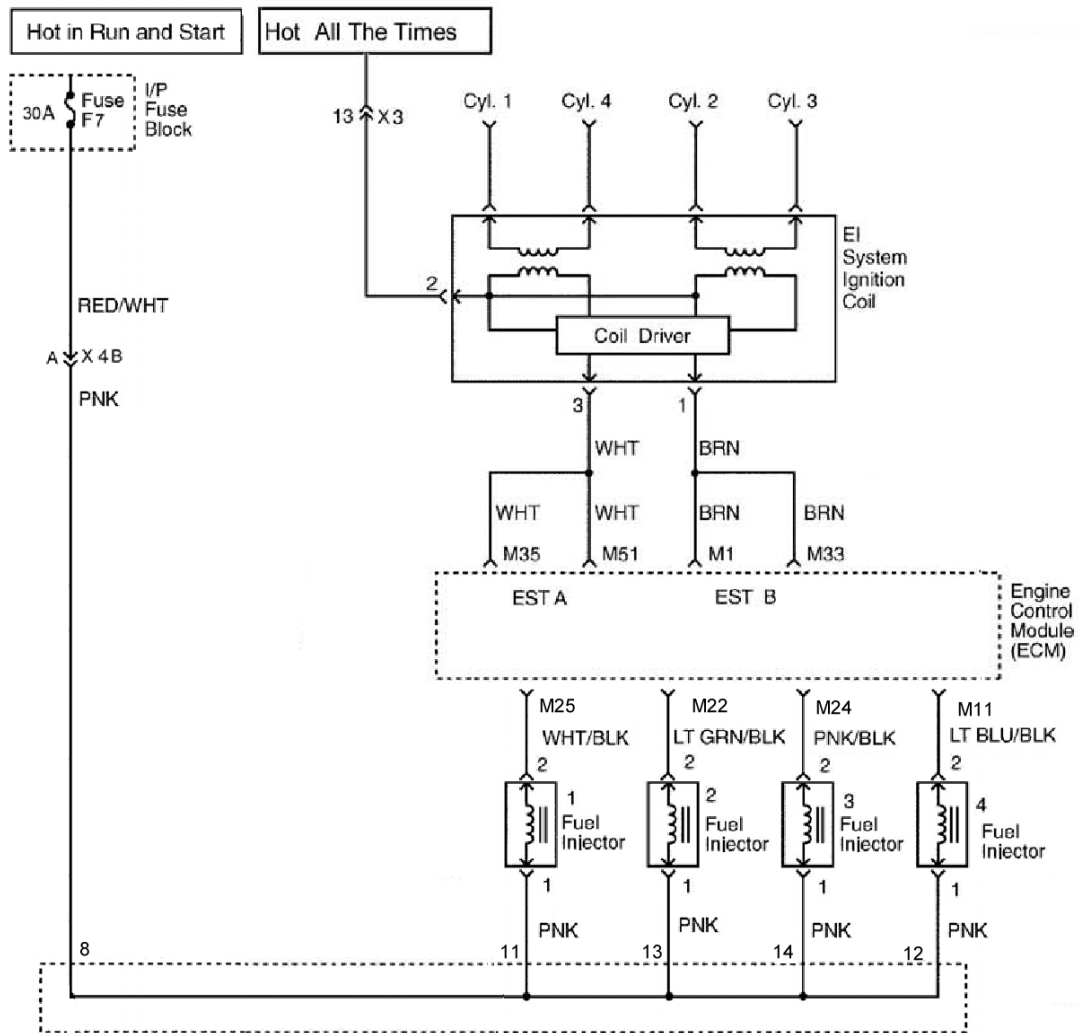 Hot in Run and Start
Hot All The Times
30A
Fuse
F7
I/P
Fuse
Block
13
X3
Cyl. 1
Cyl. 4
Cyl. 2
Cyl. 3
EI
System
Ignition
Coil
2
Coil Driver
RED/WHT
A
X 4B
PNK
3
1
WHT
BRN
WHT
WHT
BRN
BRN
M35
M51
M1
M33
EST A
EST B
Engine
Control
Module
(ECM)
M25
M22
M24
M11
WHT/BLK
LT GRN/BLK
PNK/BLK
LT BLU/BLK
2
2
2
2
1
Fuel
Injector
2
Fuel
Injector
3
Fuel
Injector
4
Fuel
Injector
1
1
1
1
PNK
PNK
PNK
PNK
8
11
13
14
12